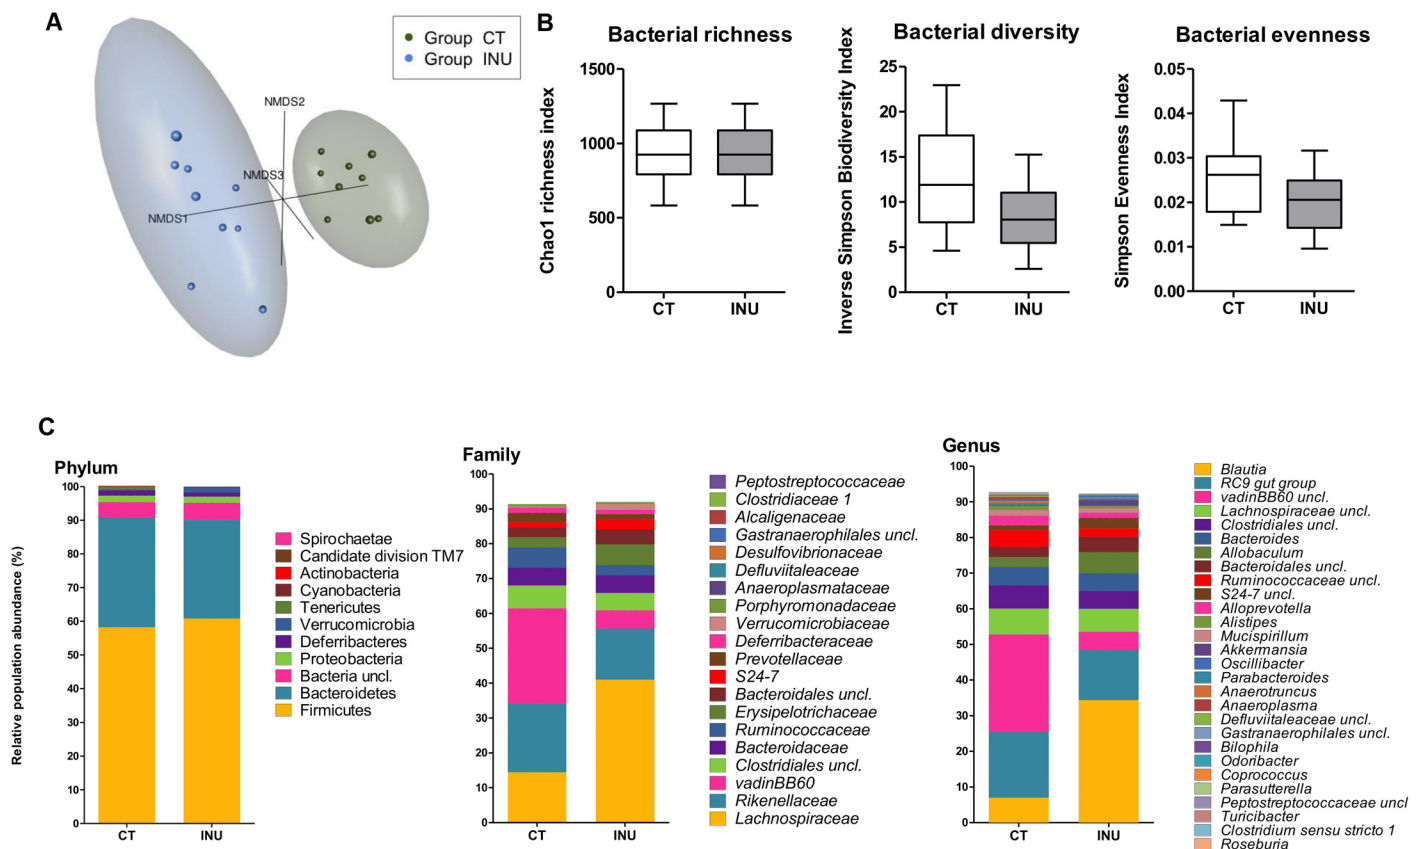 A
Group CT
Group INU
NMDS2
NMDS3
NMDS1
B
Bacterial richness
Chao1 richness index
1500
1000
500
0
CT
INU
Bacterial diversity
Inverse Simpson Biodiversity Index
25
20
15
10
5
0
CT
INU
Bacterial evenness
Simpson Evenness Index
0.05
0.04
0.03
0.02
0.01
0.00
CT
INU
C
Phylum
Relative population abundance (%)
100
90
80
70
60
50
40
30
20
10
0
CT
INU
Spirochaetae
Candidate division TM7
Actinobacteria
Cyanobacteria
Tenericutes
Verrucomicrobia
Deferribacteres
Proteobacteria
Bacteria uncl.
Bacteroidetes
Firmicutes
Family
100
90
80
70
60
50
40
30
20
10
0
CT
INU
Peptostreptococcaceae
Clostridiaceae 1
Alcaligenaceae
Gastranaerophilales uncl.
Desulfovibrionaceae
Defluviitaleaceae
Anaeroplasmataceae
Porphyromonadaceae
Verrucomicrobiaceae
Deferribacteraceae
Prevotellaceae
S24-7
Bacteroidales uncl.
Erysipelotrichaceae
Ruminococcaceae
Bacteroidaceae
Clostridiales uncl.
vadinBB60
Rikenellaceae
Lachnospiraceae
Genus
100
90
80
70
60
50
40
30
20
10
0
CT
INU
Blautia
RC9 gut group
vadinBB60 uncl.
Lachnospiraceae uncl.
Clostridiales uncl.
Bacteroides
Allobaculum
Bacteroidales uncl.
Ruminococcaceae uncl.
S24-7 uncl.
Alloprevotella
Alistipes
Mucispirillum
Akkermansia
Oscillibacter
Parabacteroides
Anaerotruncus
Anaeroplasma
Defluviitaleaceae uncl.
Gastranaerophilales uncl.
Bilophila
Odoribacter
Coprococcus
Parasutterella
Peptostreptococcaceae uncl
Turicibacter
Clostridium sensu stricto 1
Roseburia